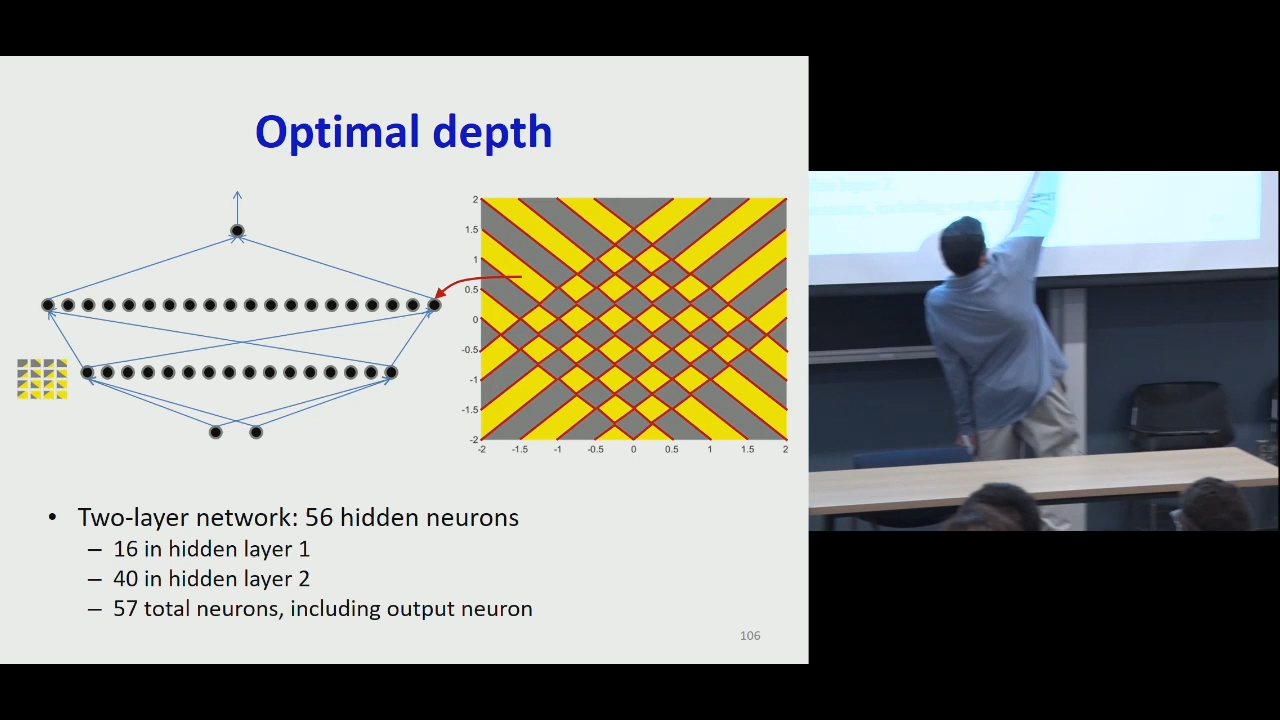 Optimal depth
2
1.5
1
0.5
0
-0.5
-1
-1.5
-2
-2 -1.5 -1 -0.5 0 0.5 1 1.5 2
• Two-layer network: 56 hidden neurons
– 16 in hidden layer 1
– 40 in hidden layer 2
– 57 total neurons, including output neuron
106